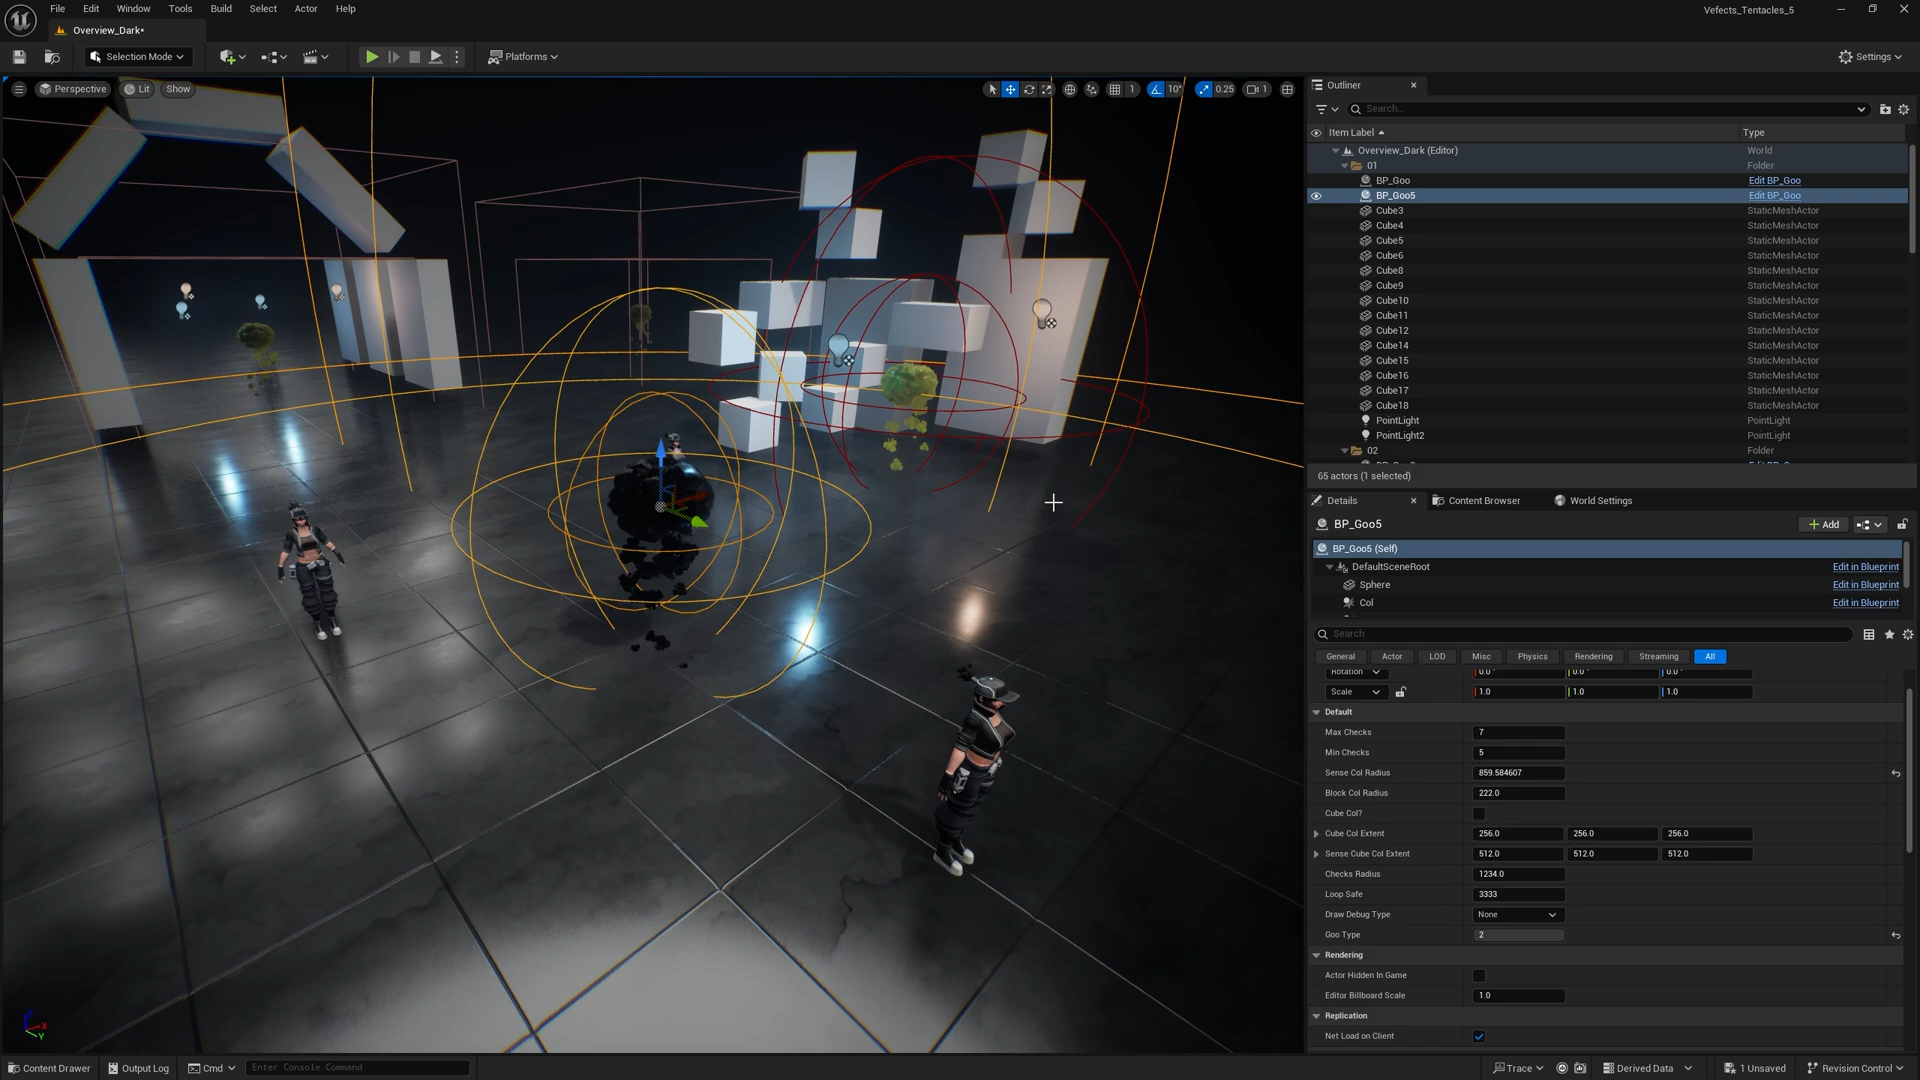 File Edit Window Tools Build Select Actor Help
Vefects_Tentacles_5
Overview_Dark*
Selection Mode
Platforms
Settings
Perspective Lit Show
1 10° 0.25 1
Outliner
Search...
Item Label Type
Overview_Dark (Editor) World
01 Folder
BP_Goo Edit BP_Goo
BP_Goo5 Edit BP_Goo
Cube3 StaticMeshActor
Cube4 StaticMeshActor
Cube5 StaticMeshActor
Cube6 StaticMeshActor
Cube8 StaticMeshActor
Cube9 StaticMeshActor
Cube10 StaticMeshActor
Cube11 StaticMeshActor
Cube12 StaticMeshActor
Cube14 StaticMeshActor
Cube15 StaticMeshActor
Cube16 StaticMeshActor
Cube17 StaticMeshActor
Cube18 StaticMeshActor
PointLight PointLight
PointLight2 PointLight
02 Folder
65 actors (1 selected)
Details Content Browser World Settings
BP_Goo5
Add
BP_Goo5 (Self)
DefaultSceneRoot Edit in Blueprint
Sphere Edit in Blueprint
Col Edit in Blueprint
Search
General Actor LOD Misc Physics Rendering Streaming All
Rotation 0.0° 0.0° 0.0°
Scale 1.0 1.0 1.0
Default
Max Checks 7
Min Checks 5
Sense Col Radius 859.584607
Block Col Radius 222.0
Cube Col?
Cube Col Extent 256.0 256.0 256.0
Sense Cube Col Extent 512.0 512.0 512.0
Checks Radius 1234.0
Loop Safe 3333
Draw Debug Type None
Goo Type 2
Rendering
Actor Hidden In Game
Editor Billboard Scale 1.0
Replication
Net Load on Client
Content Drawer Output Log Cmd Enter Console Command
Trace Derived Data 1 Unsaved Revision Control
Z X Y